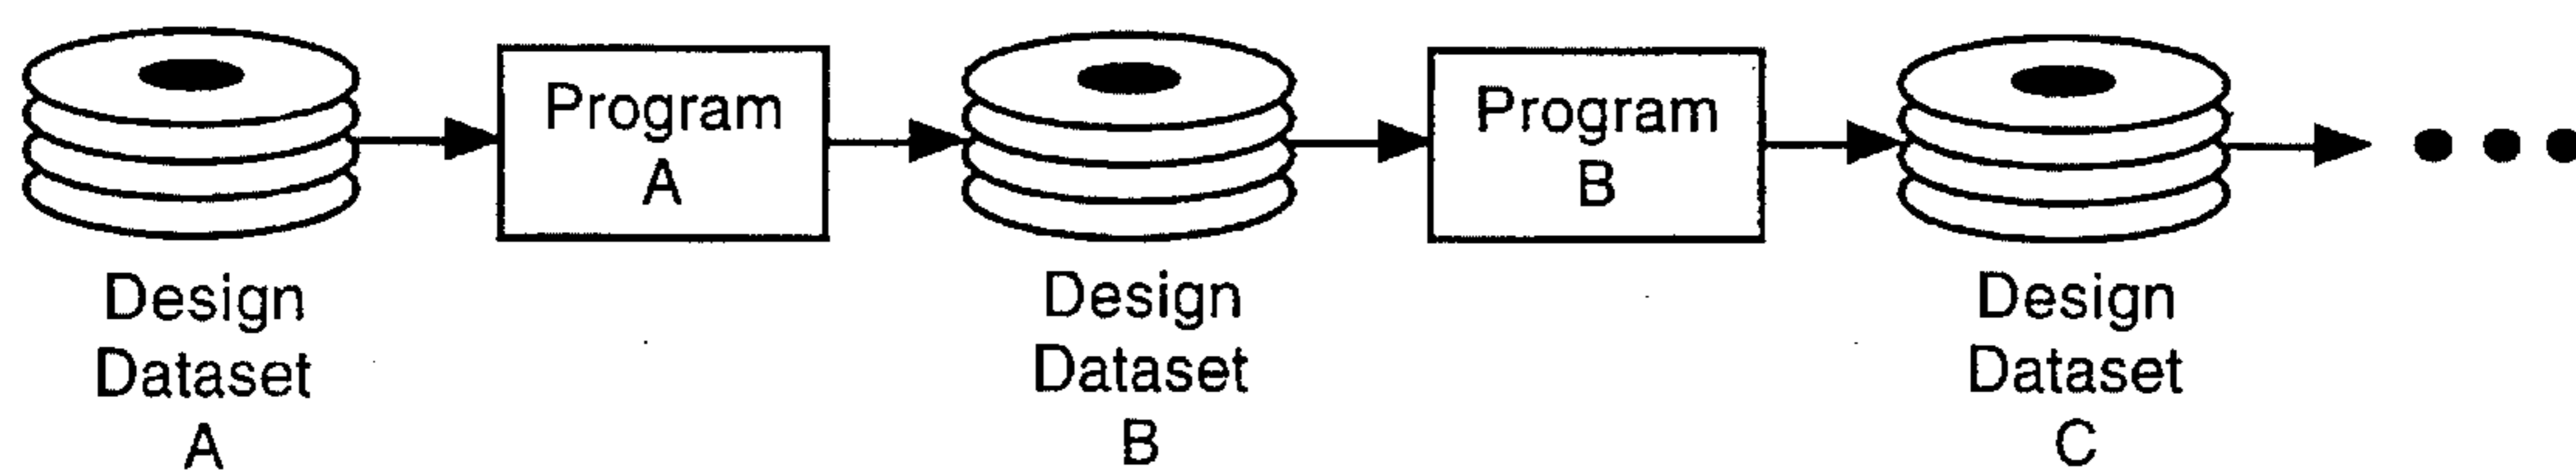 Program
A
Program
B
Design
Dataset
A
Design
Dataset
B
Design
Dataset
C